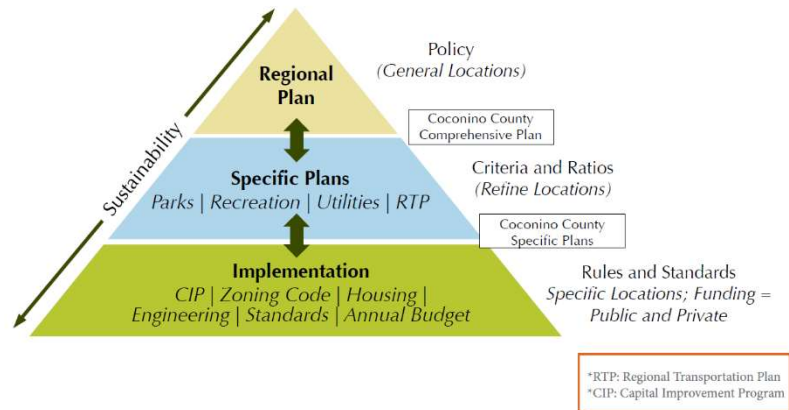 Policy
(General Locations)
Regional
Plan
Coconino County
Comprehensive Plan
Sustainability
Specific Plans
Parks | Recreation | Utilities | RTP
Criteria and Ratios
(Refine Locations)
Coconino County
Specific Plans
Implementation
CIP | Zoning Code | Housing |
Engineering | Standards | Annual Budget
Rules and Standards
Specific Locations; Funding =
Public and Private
*RTP: Regional Transportation Plan
*CIP: Capital Improvement Program